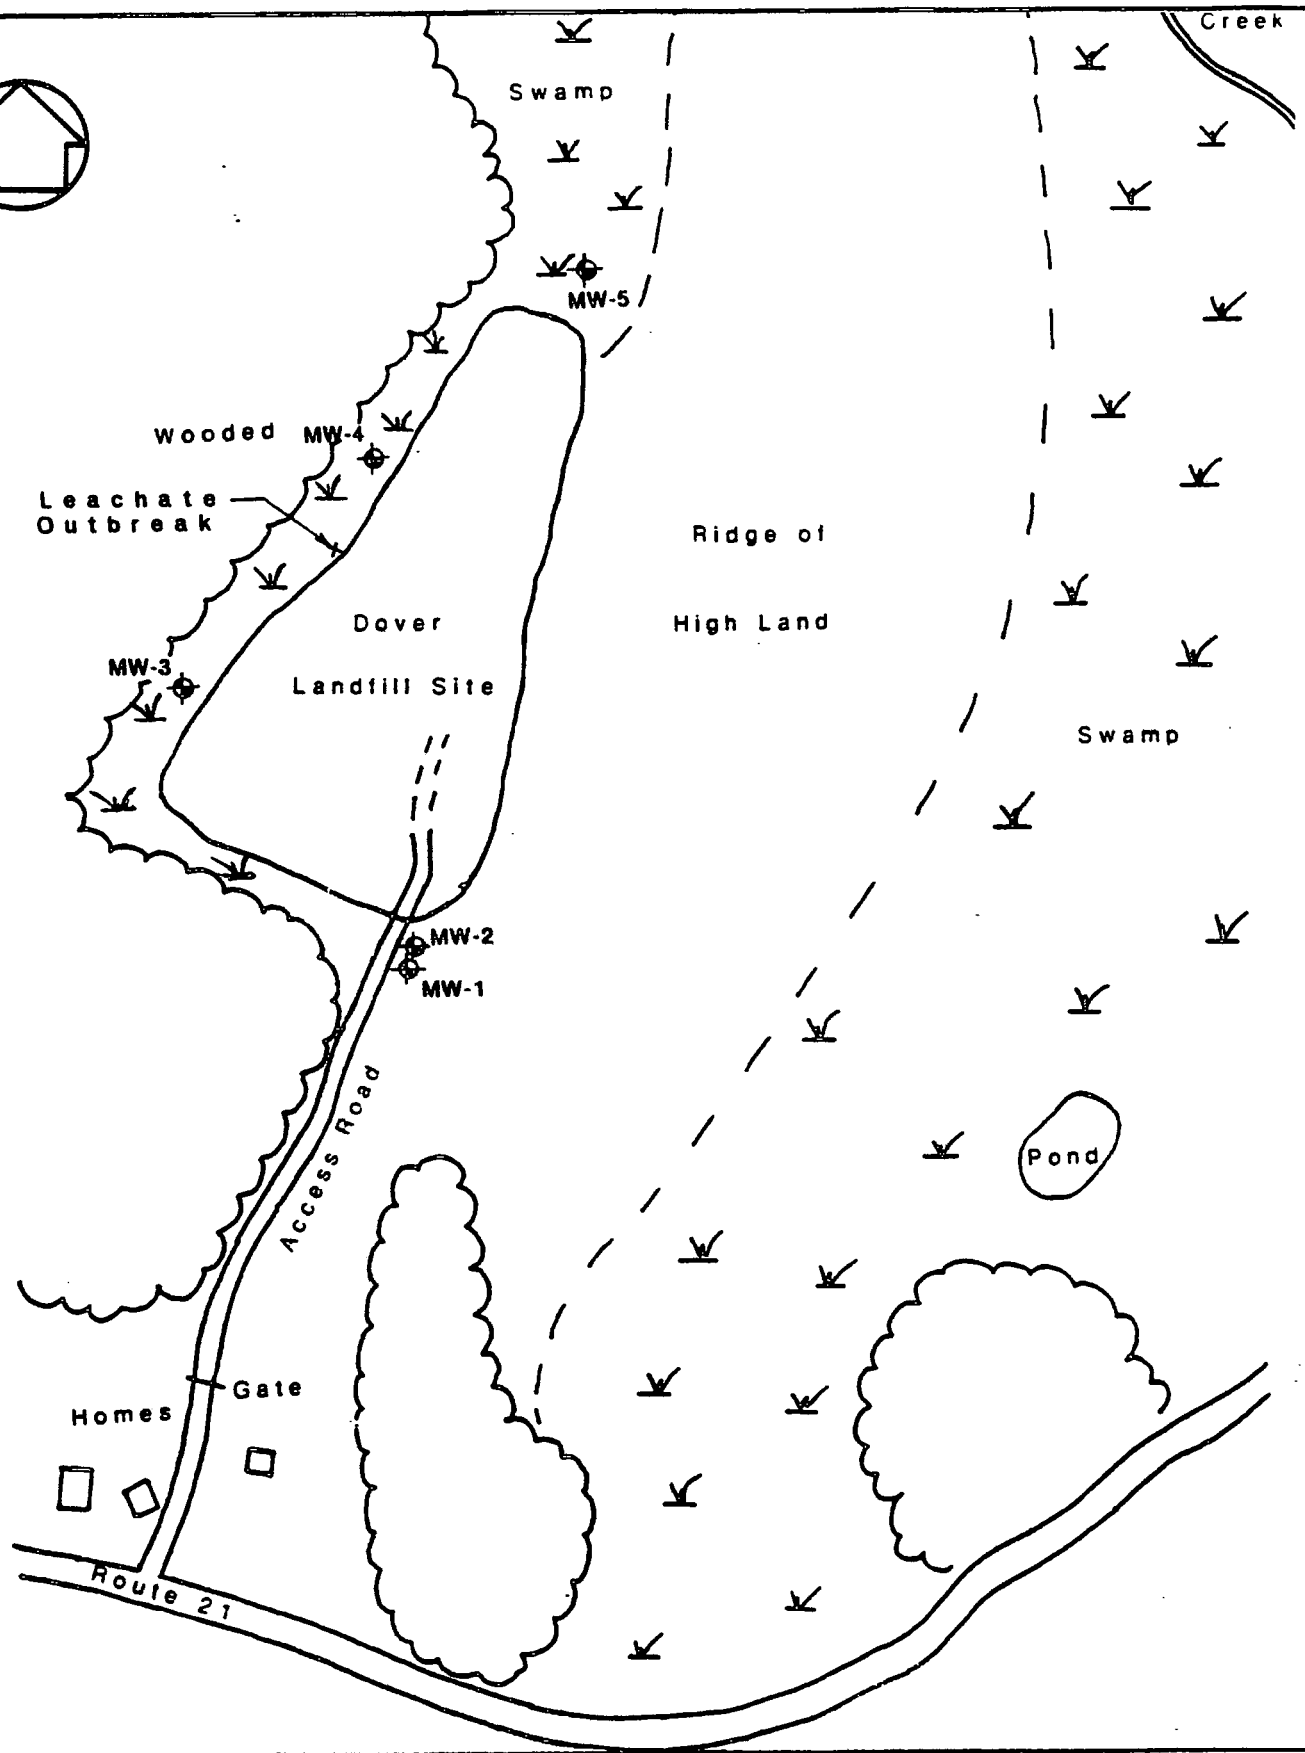 Creek
Swamp
MW-5
Wooded
MW-4
Leachate
Outbreak
Ridge of
High Land
Dover
Landfill Site
MW-3
Swamp
MW-2
MW-1
Access Road
Pond
Gate
Homes
Route 21